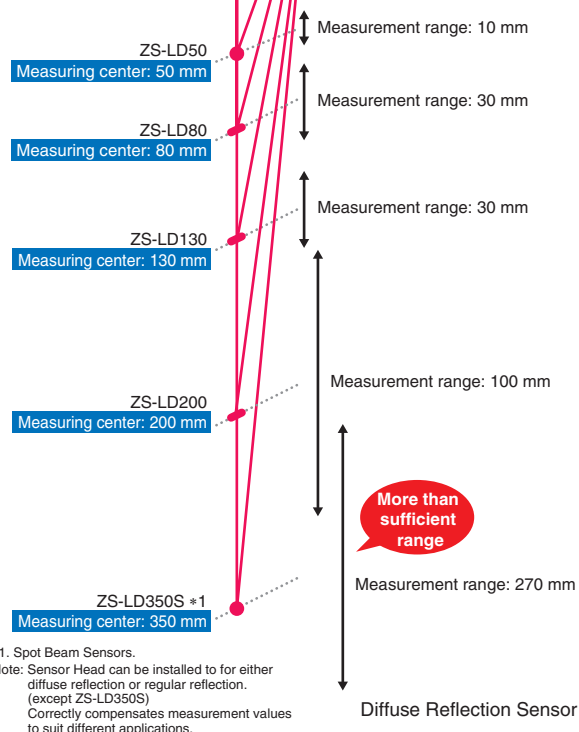 Measurement range: 10 mm
ZS-LD50
Measuring center: 50 mm
Measurement range: 30 mm
ZS-LD80
Measuring center: 80 mm
Measurement range: 30 mm
ZS-LD130
Measuring center: 130 mm
Measurement range: 100 mm
ZS-LD200
Measuring center: 200 mm
More than
sufficient
range
Measurement range: 270 mm
ZS-LD350S *1
Measuring center: 350 mm
1. Spot Beam Sensors.
ote: Sensor Head can be installed to for either
diffuse reflection or regular reflection.
(except ZS-LD350S)
Correctly compensates measurement values
to suit different applications.
Diffuse Reflection Sensor